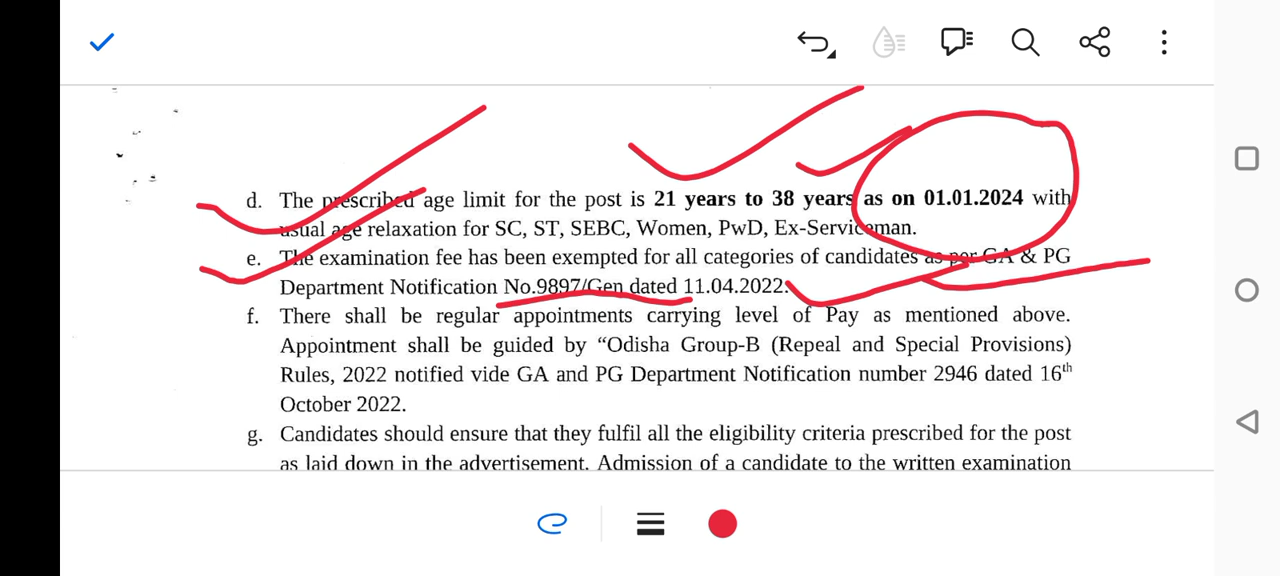 d. The prescribed age limit for the post is 21 years to 38 years as on 01.01.2024 with
usual age relaxation for SC, ST, SEBC, Women, PwD, Ex-Serviceman.
e. The examination fee has been exempted for all categories of candidates as per GA & PG
Department Notification No.9897/Gen dated 11.04.2022.
f. There shall be regular appointments carrying level of Pay as mentioned above.
Appointment shall be guided by “Odisha Group-B (Repeal and Special Provisions)
Rules, 2022 notified vide GA and PG Department Notification number 2946 dated 16th
October 2022.
g. Candidates should ensure that they fulfil all the eligibility criteria prescribed for the post
as laid down in the advertisement. Admission of a candidate to the written examination